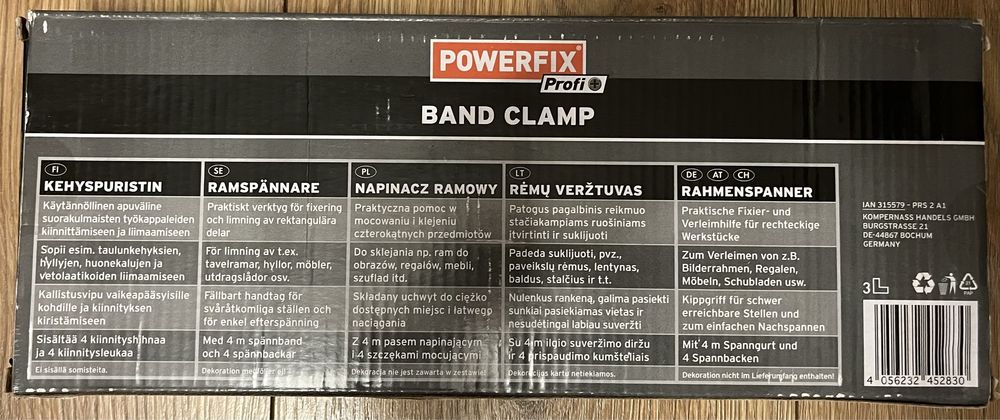 POWERFIX®
Profi+
BAND CLAMP
FI
KEHYSPURISTIN
Käytännöllinen apuväline
suorakulmaisten työkappaleiden
kiinnittämiseen ja liimaamiseen
Sopii esim. taulunkehyksien,
hyllyjen, huonekalujen ja
vetolaatikoiden liimaamiseen
Kallistusvipu vaikeapääsyisille
kohdille ja kiinnityksen
kiristämiseen
Sisältää 4 kiinnityshihnaa
ja 4 kiinnitysleukaa
Ei sisällä somisteita.
SE
RAMSPÄNNARE
Praktiskt verktyg för fixering
och limning av rektangulära
delar
För limning av t.ex.
tavelramar, hyllor, möbler,
utdragslådor osv.
Fällbart handtag för
svåråtkomliga ställen och
för enkel efterspänning
Med 4 m spännband
och 4 spännbackar
Dekoration medföljer ej!
PL
NAPINACZ RAMOWY
Praktyczna pomoc w
mocowaniu i klejeniu
czterokątnych przedmiotów
Do sklejania np. ram do
obrazów, regałów, mebli,
szuflad itd.
Składany uchwyt do ciężko
dostępnych miejsc i łatwego
naciągania
Z 4 m pasem napinającym
i 4 szczękami mocującymi
Dekoracja nie jest zawarta w zestawie!
LT
RĖMŲ VERŽTUVAS
Patogus pagalbinis reikmuo
stačiakampiams ruošiniams
įtvirtinti ir suklijuoti
Padeda suklijuoti, pvz.,
paveikslų rėmus, lentynas,
baldus, stalčius ir t.t.
Nulenkus rankeną, galima pasiekti
sunkiai pasiekiamas vietas ir
nesudėtingai labiau suveržti
Su 4 m ilgio suveržimo diržu
ir 4 prispaudimo kumšteliais
Dekorācijos kartu netiekamos.
DE AT CH
RAHMENSPANNER
Praktische Fixier- und
Verleimhilfe für rechteckige
Werkstücke
Zum Verleimen von z.B.
Bilderrahmen, Regalen,
Möbeln, Schubladen usw.
Kippgriff für schwer
erreichbare Stellen und
zum einfachen Nachspannen
Mit 4 m Spanngurt und
4 Spannbacken
Dekoration nicht im Lieferumfang enthalten!
IAN 315579 - PRS 2 A1
KOMPERNASS HANDELS GMBH
BURGSTRASSE 21
DE-44867 BOCHUM
GERMANY
3L
PAP
4 056232 452830